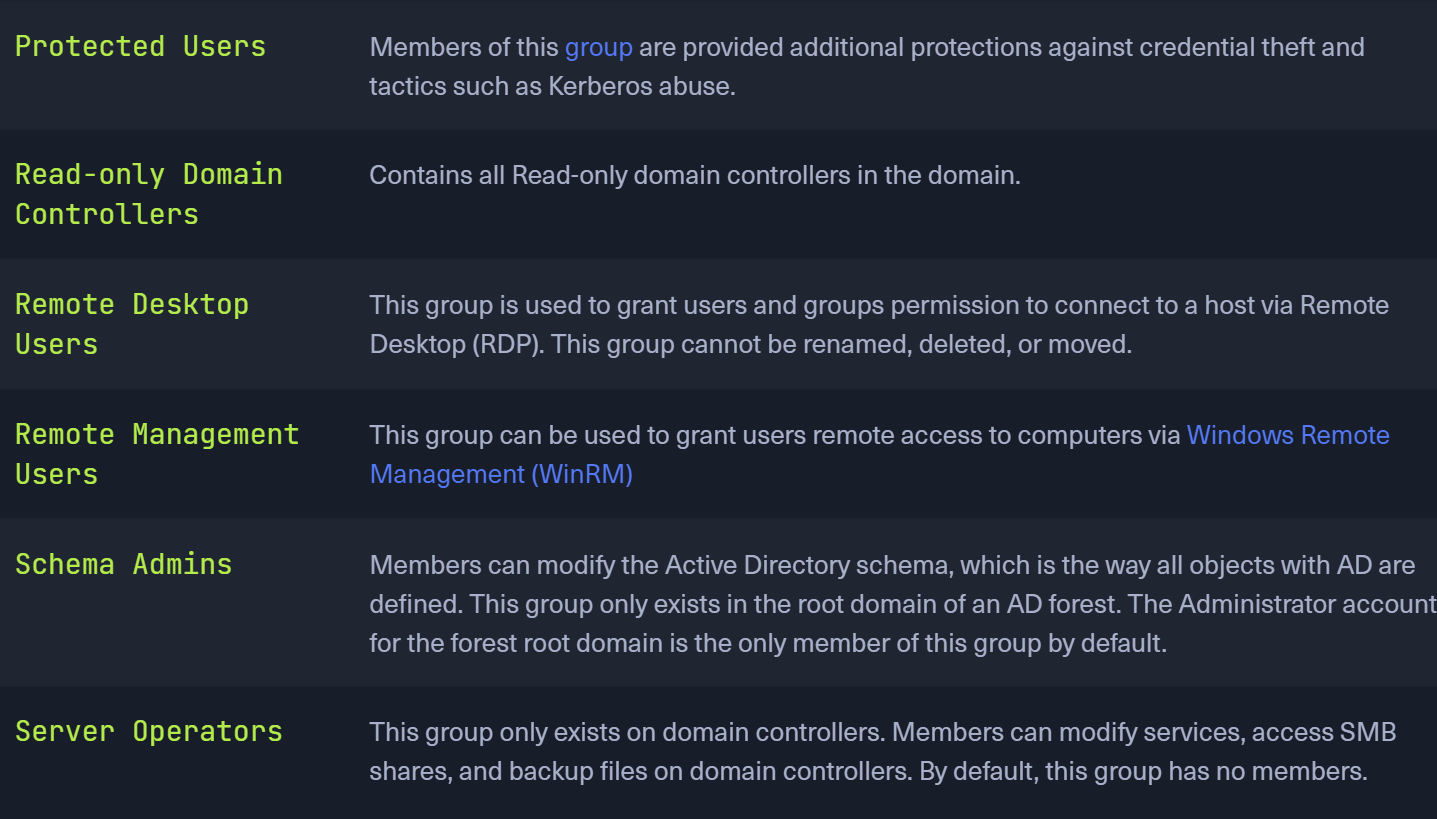 Protected Users
Members of this group are provided additional protections against credential theft and
tactics such as Kerberos abuse.
Read-only Domain
Controllers
Contains all Read-only domain controllers in the domain.
Remote Desktop
Users
This group is used to grant users and groups permission to connect to a host via Remote
Desktop (RDP). This group cannot be renamed, deleted, or moved.
Remote Management
Users
This group can be used to grant users remote access to computers via Windows Remote
Management (WinRM)
Schema Admins
Members can modify the Active Directory schema, which is the way all objects with AD are
defined. This group only exists in the root domain of an AD forest. The Administrator account
for the forest root domain is the only member of this group by default.
Server Operators
This group only exists on domain controllers. Members can modify services, access SMB
shares, and backup files on domain controllers. By default, this group has no members.